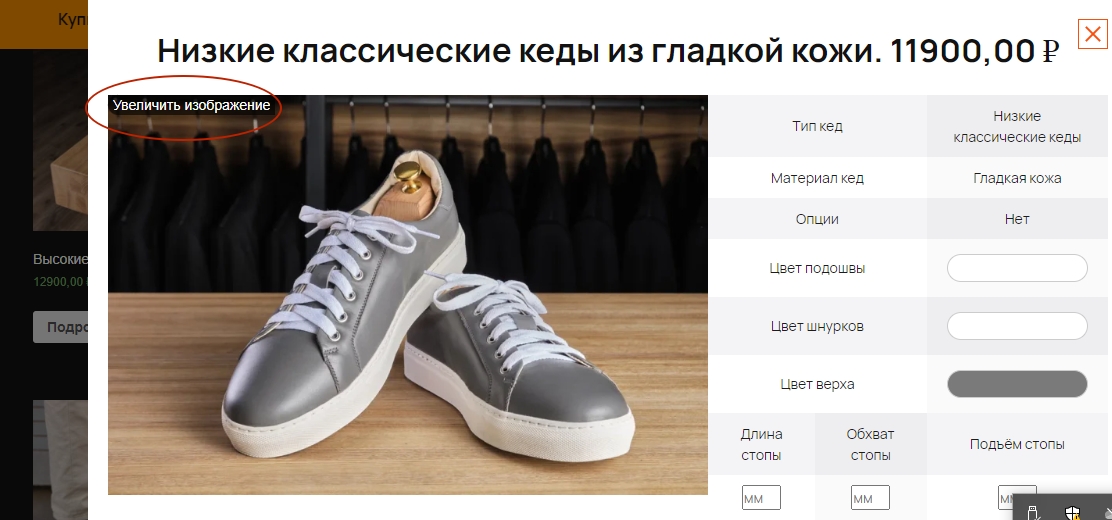 Купи
Низкие классические кеды из гладкой кожи. 11900,00 ₽
Увеличить изображение
Тип кед
Низкие
классические кеды
Материал кед
Гладкая кожа
Опции
Нет
Цвет подошвы
Цвет шнурков
Цвет верха
Длина
стопы
Обхват
стопы
Подъём стопы
мм
мм
мм
Высокие
12900,00
Подро